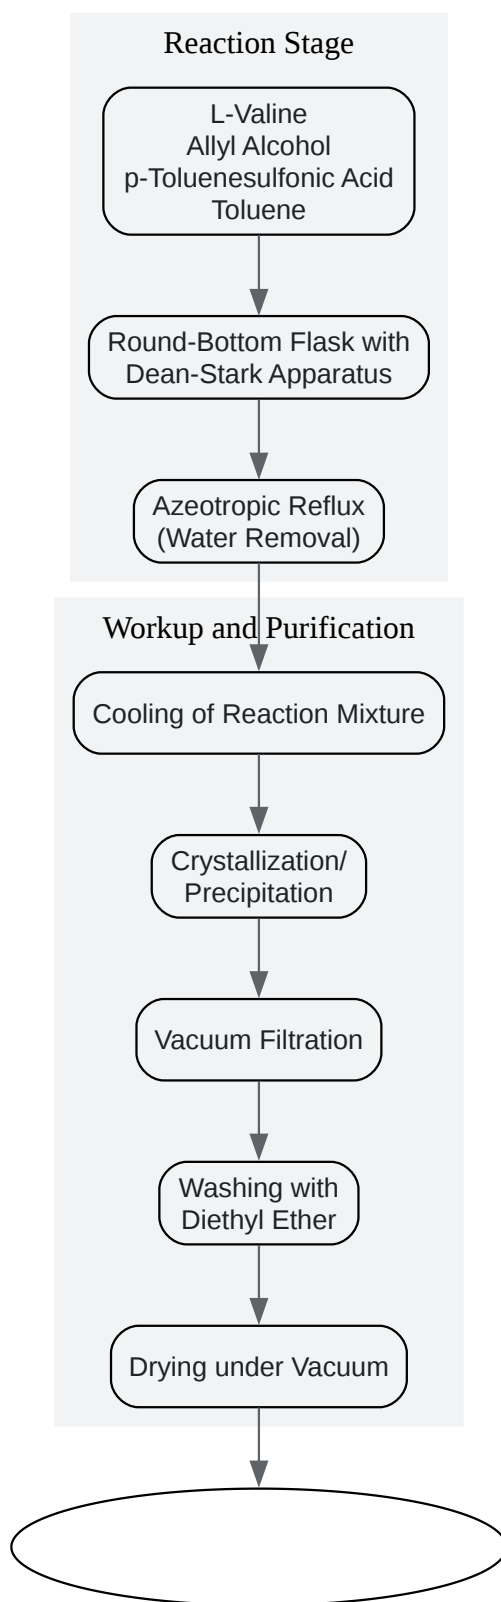 Reaction Stage
L-Valine
Allyl Alcohol
p-Toluenesulfonic Acid
Toluene
Round-Bottom Flask with
Dean-Stark Apparatus
Azeotropic Reflux
(Water Removal)
Workup and Purification
Cooling of Reaction Mixture
Crystallization/
Precipitation
Vacuum Filtration
Washing with
Diethyl Ether
Drying under Vacuum